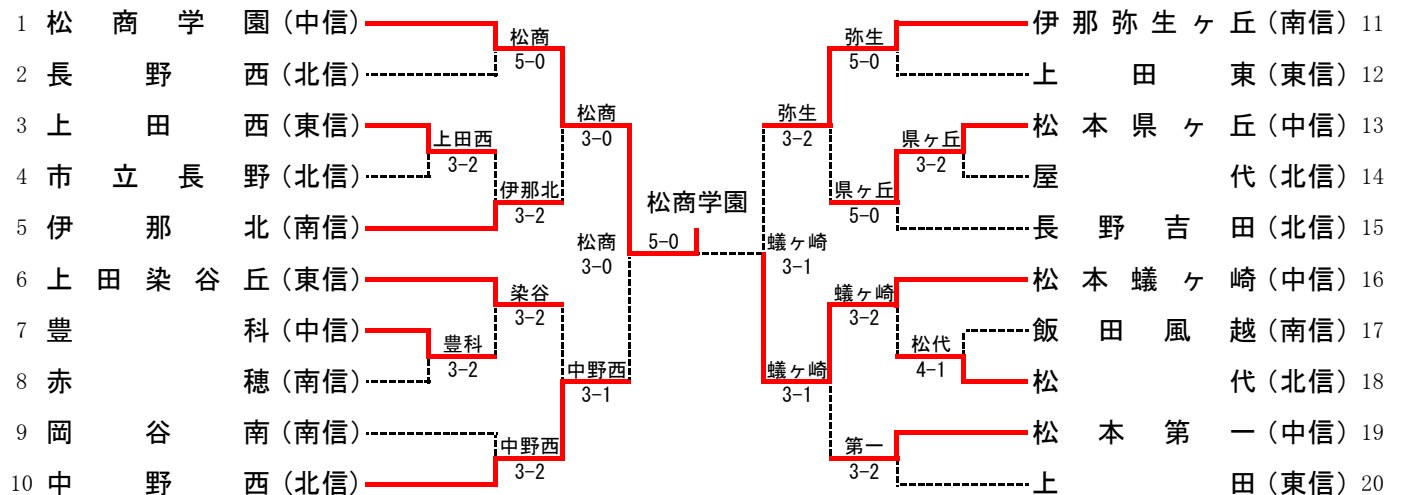 1 松商学園(中信)
2 長野西(北信)
3 上田西(東信)
4 市立長野(北信)
5 伊那北(南信)
6 上田染谷丘(東信)
7 豊科(中信)
8 赤穂(南信)
9 岡谷南(南信)
10 中野西(北信)
松商
5-0
上田西
3-2
伊那北
3-2
染谷
3-2
豊科
3-2
中野西
3-2
松商
3-0
中野西
3-1
松商
3-0
松商学園
5-0
蟻ヶ崎
3-1
弥生
3-2
蟻ヶ崎
3-1
弥生
5-0
県ヶ丘
3-2
県ヶ丘
5-0
蟻ヶ崎
3-2
松代
4-1
第一
3-2
伊那弥生ヶ丘(南信) 11
上田東(東信) 12
松本県ヶ丘(中信) 13
屋代(北信) 14
長野吉田(北信) 15
松本蟻ヶ崎(中信) 16
飯田風越(南信) 17
松代(北信) 18
松本第一(中信) 19
上田(東信) 20